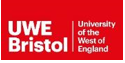 UWE
Bristol
University
of the
West of
England